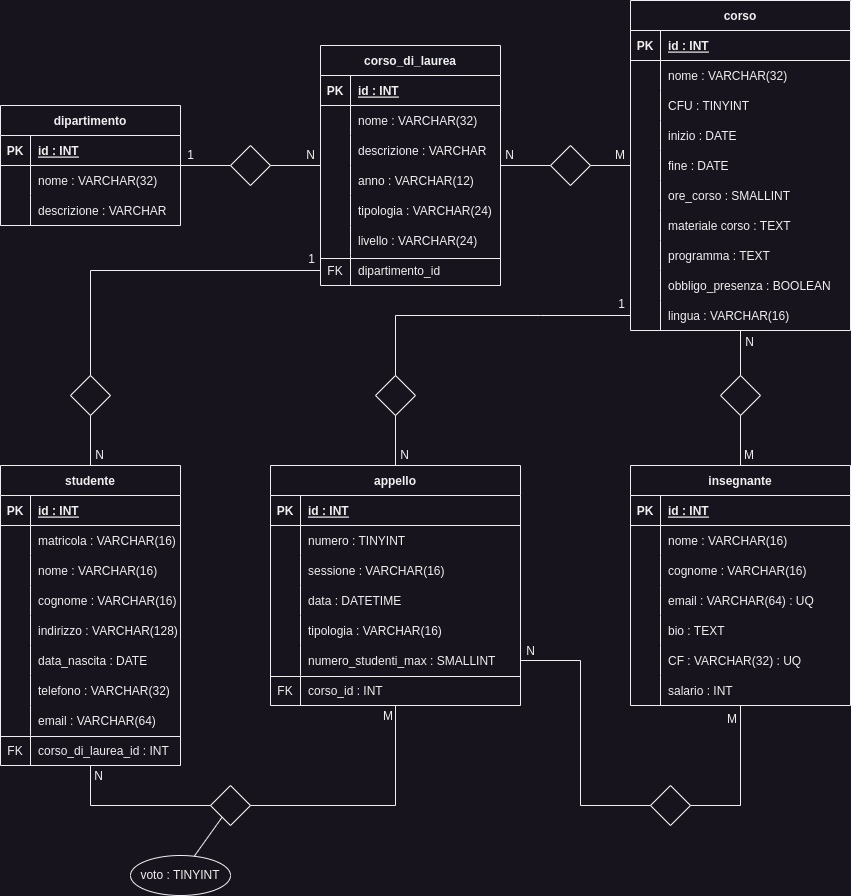 corso
PK id : INT
nome : VARCHAR(32)
CFU : TINYINT
inizio : DATE
fine : DATE
ore_corso : SMALLINT
materiale corso : TEXT
programma : TEXT
obbligo_presenza : BOOLEAN
lingua : VARCHAR(16)
corso_di_laurea
PK id : INT
nome : VARCHAR(32)
descrizione : VARCHAR
anno : VARCHAR(12)
tipologia : VARCHAR(24)
livello : VARCHAR(24)
FK dipartimento_id
dipartimento
PK id : INT
nome : VARCHAR(32)
descrizione : VARCHAR
1 N
N M
1
1
N
N
N
M
studente
PK id : INT
matricola : VARCHAR(16)
nome : VARCHAR(16)
cognome : VARCHAR(16)
indirizzo : VARCHAR(128)
data_nascita : DATE
telefono : VARCHAR(32)
email : VARCHAR(64)
FK corso_di_laurea_id : INT
appello
PK id : INT
numero : TINYINT
sessione : VARCHAR(16)
data : DATETIME
tipologia : VARCHAR(16)
numero_studenti_max : SMALLINT
FK corso_id : INT
insegnante
PK id : INT
nome : VARCHAR(16)
cognome : VARCHAR(16)
email : VARCHAR(64) : UQ
bio : TEXT
CF : VARCHAR(32) : UQ
salario : INT
N
M
M
N
voto : TINYINT